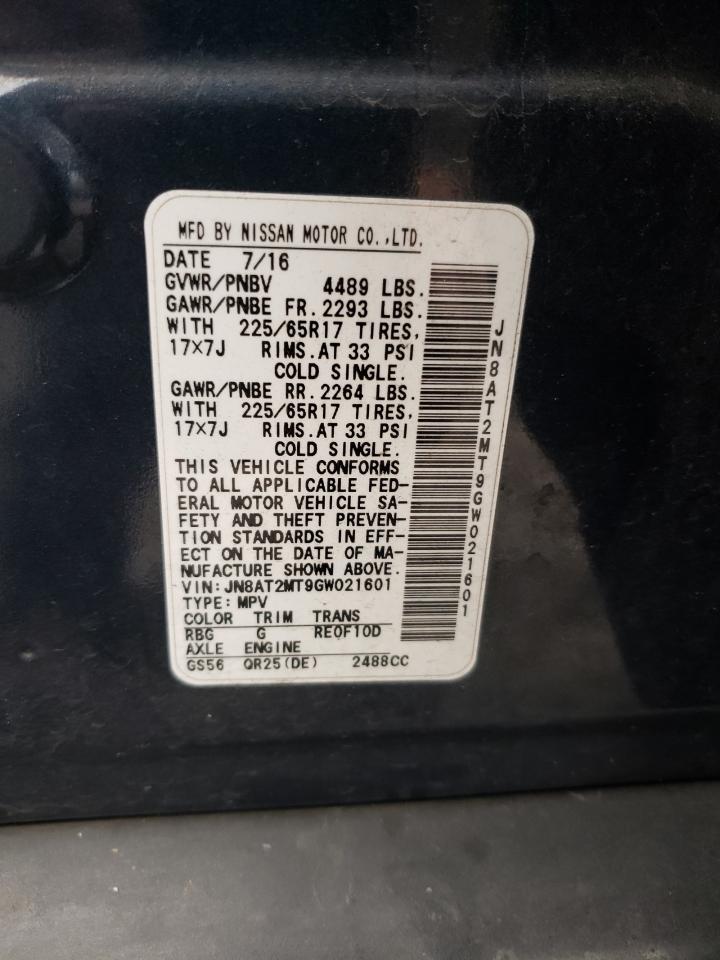 MFD BY NISSAN MOTOR CO.,LTD.
DATE 7/16
GVWR/PNBV 4489 LBS.
GAWR/PNBE FR. 2293 LBS.
WITH 225/65R17 TIRES,
17×7J RIMS. AT 33 PSI
COLD SINGLE.
GAWR/PNBE RR. 2264 LBS.
WITH 225/65R17 TIRES,
17×7J RIMS. AT 33 PSI
COLD SINGLE.
THIS VEHICLE CONFORMS
TO ALL APPLICABLE FED-
ERAL MOTOR VEHICLE SA-
FETY AND THEFT PREVEN-
TION STANDARDS IN EFF-
ECT ON THE DATE OF MA-
NUFACTURE SHOWN ABOVE.
VIN:JN8AT2MT9GW021601
TYPE:MPV
COLOR TRIM TRANS
RBG G RE0F10D
AXLE ENGINE
GS56 QR25(DE) 2488CC
JN8AT2MT9GW021601